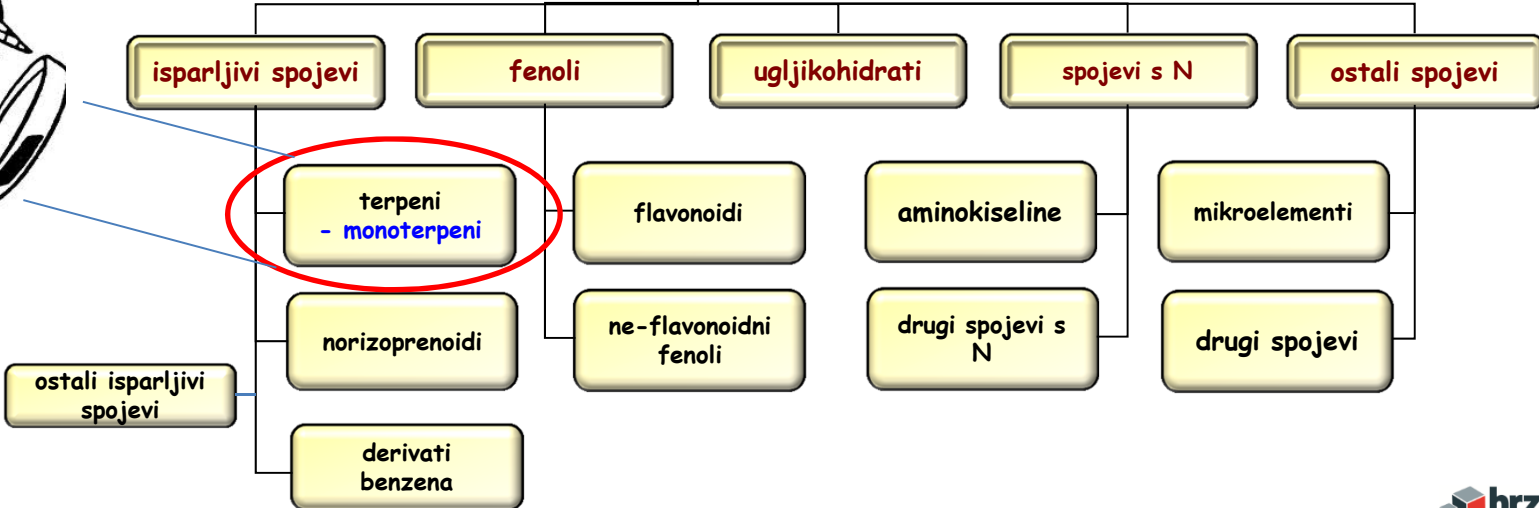 isparljivi spojevi
fenoli
ugljikohidrati
spojevi s N
ostali spojevi
terpeni
- monoterpeni
flavonoidi
aminokiseline
mikroelementi
norizoprenoidi
ne-flavonoidni
fenoli
drugi spojevi s
N
drugi spojevi
ostali isparljivi
spojevi
derivati
benzena